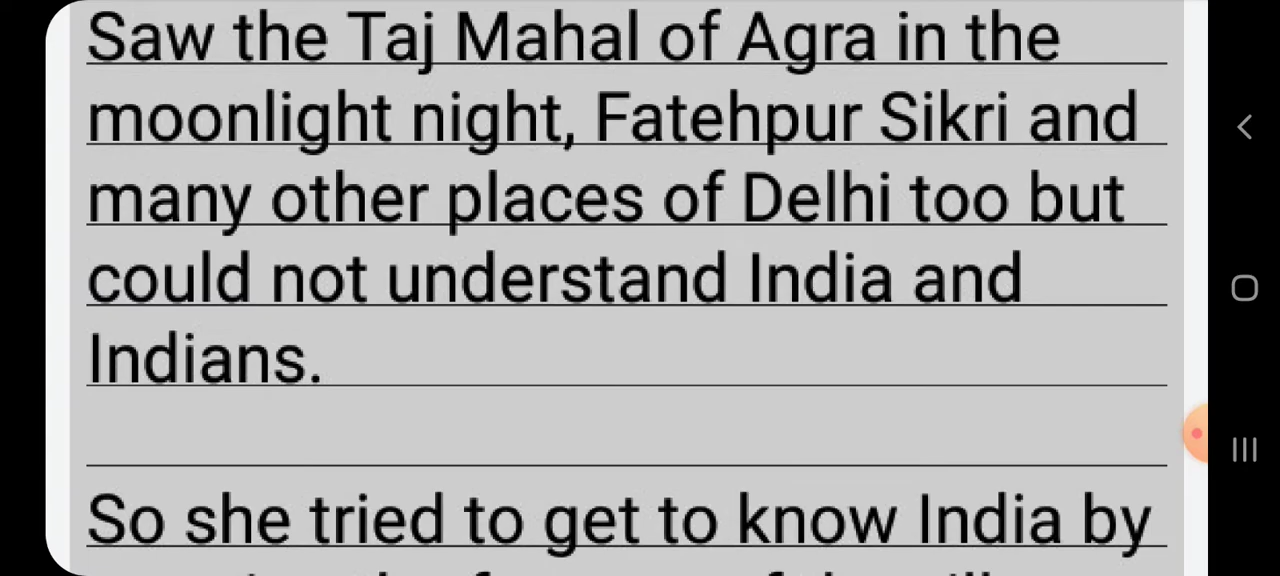 Saw the Taj Mahal of Agra in the
moonlight night, Fatehpur Sikri and
many other places of Delhi too but
could not understand India and
Indians.
So she tried to get to know India by